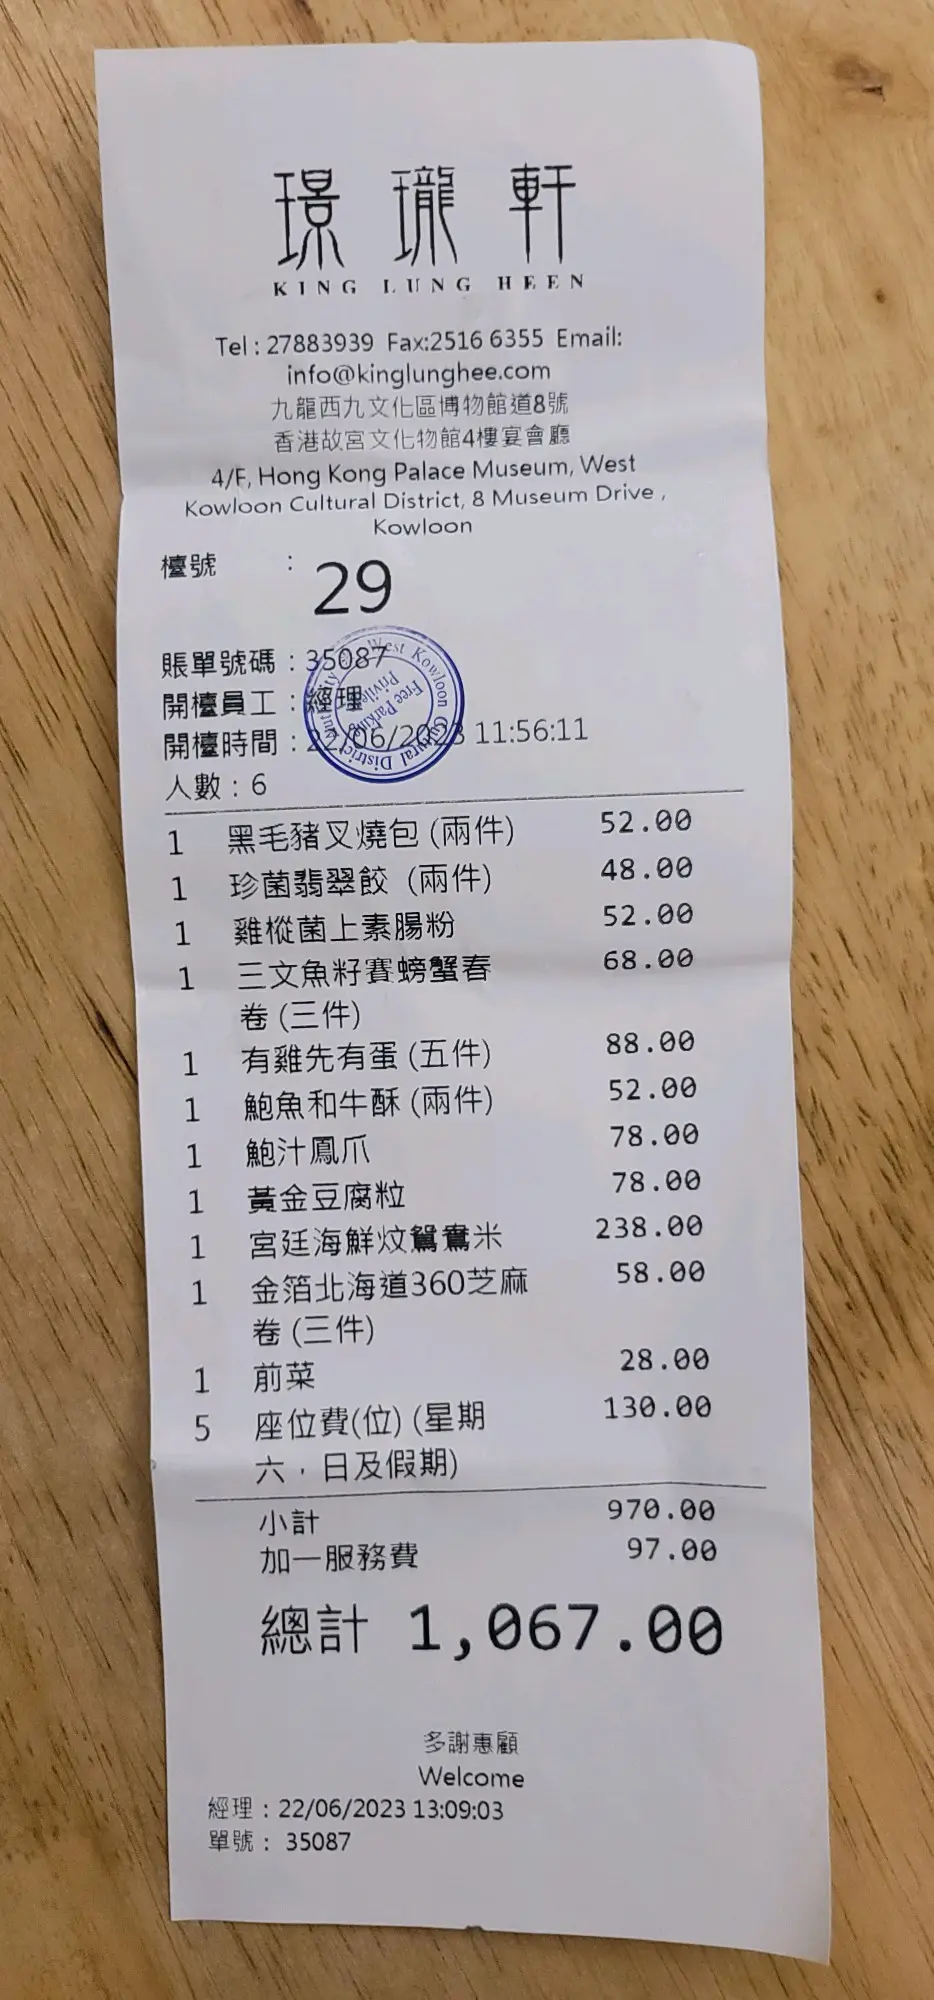 璟瓏軒
KING LUNG HEEN
Tel : 27883939 Fax:2516 6355 Email:
info@kinglunghee.com
九龍西九文化區博物館道8號
香港故宮文化物館4樓宴會廳
4/F, Hong Kong Palace Museum, West
Kowloon Cultural District, 8 Museum Drive ,
Kowloon
檯號 : 29
賬單號碼 : 35087
開檯員工 : 經理
開檯時間 : 22/06/2023 11:56:11
人數 : 6
West Kowloon Cultural District
Free Parking
1 黑毛豬叉燒包 (兩件) 52.00
1 珍菌翡翠餃 (兩件) 48.00
1 雞樅菌上素腸粉 52.00
1 三文魚籽賽螃蟹春 68.00
卷 (三件)
1 有雞先有蛋 (五件) 88.00
1 鮑魚和牛酥 (兩件) 52.00
1 鮑汁鳳爪 78.00
1 黃金豆腐粒 78.00
1 宮廷海鮮炆鴛鴦米 238.00
1 金箔北海道360芝麻 58.00
卷 (三件)
1 前菜 28.00
5 座位費(位) (星期 130.00
六，日及假期)
小計 970.00
加一服務費 97.00
總計 1,067.00
多謝惠顧
Welcome
經理 : 22/06/2023 13:09:03
單號 : 35087